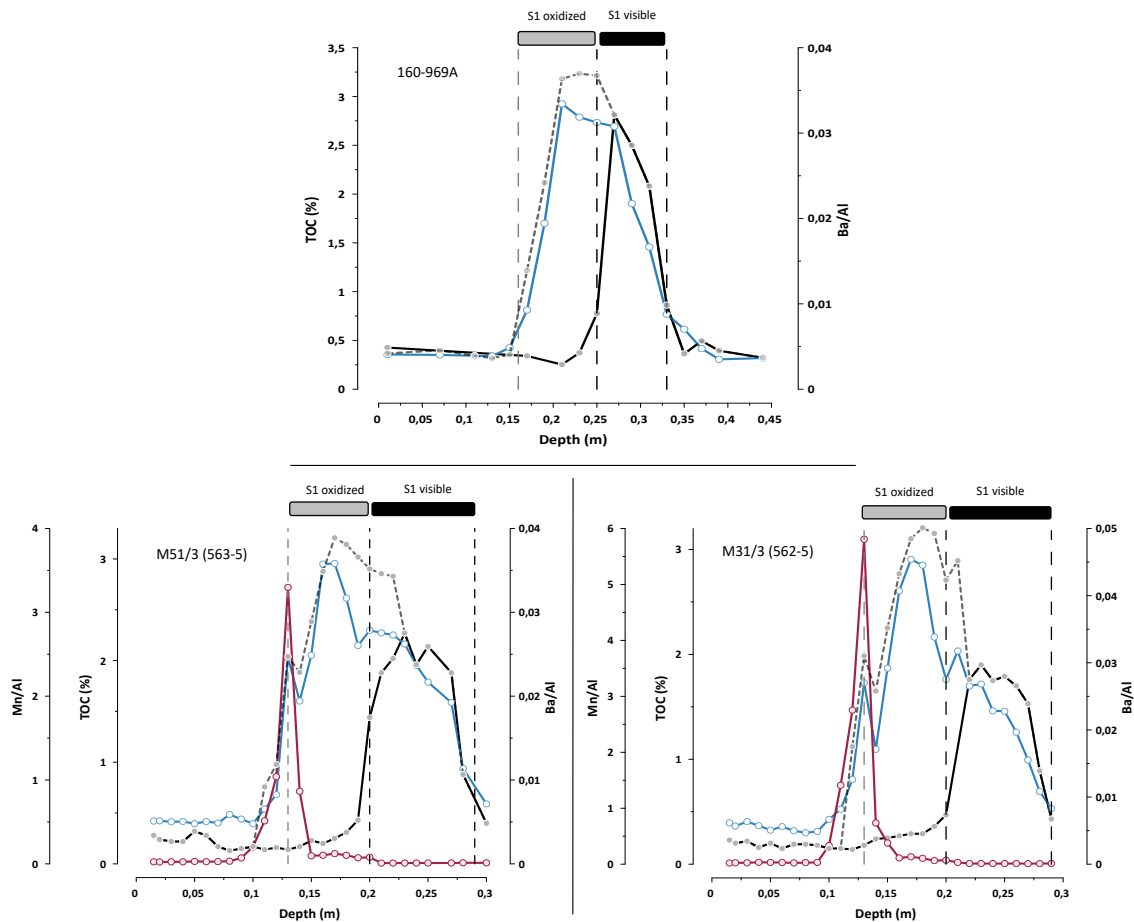 S1 oxidized S1 visible
160-969A
3,5
3
2,5
2
1,5
1
0,5
0
TOC (%)
0,04
0,03
0,02
0,01
0
Ba/Al
0 0,05 0,1 0,15 0,2 0,25 0,3 0,35 0,4 0,45
Depth (m)
S1 oxidized S1 visible
M51/3 (563-5)
4
3
2
1
0
Mn/Al
3
2
1
0
TOC (%)
0,04
0,03
0,02
0,01
0
Ba/Al
0 0,05 0,1 0,15 0,2 0,25 0,3
Depth (m)
S1 oxidized S1 visible
M31/3 (562-5)
6
5
4
3
2
1
0
Mn/Al
3
2
1
0
TOC (%)
0,05
0,04
0,03
0,02
0,01
0
Ba/Al
0 0,05 0,1 0,15 0,2 0,25 0,3
Depth (m)